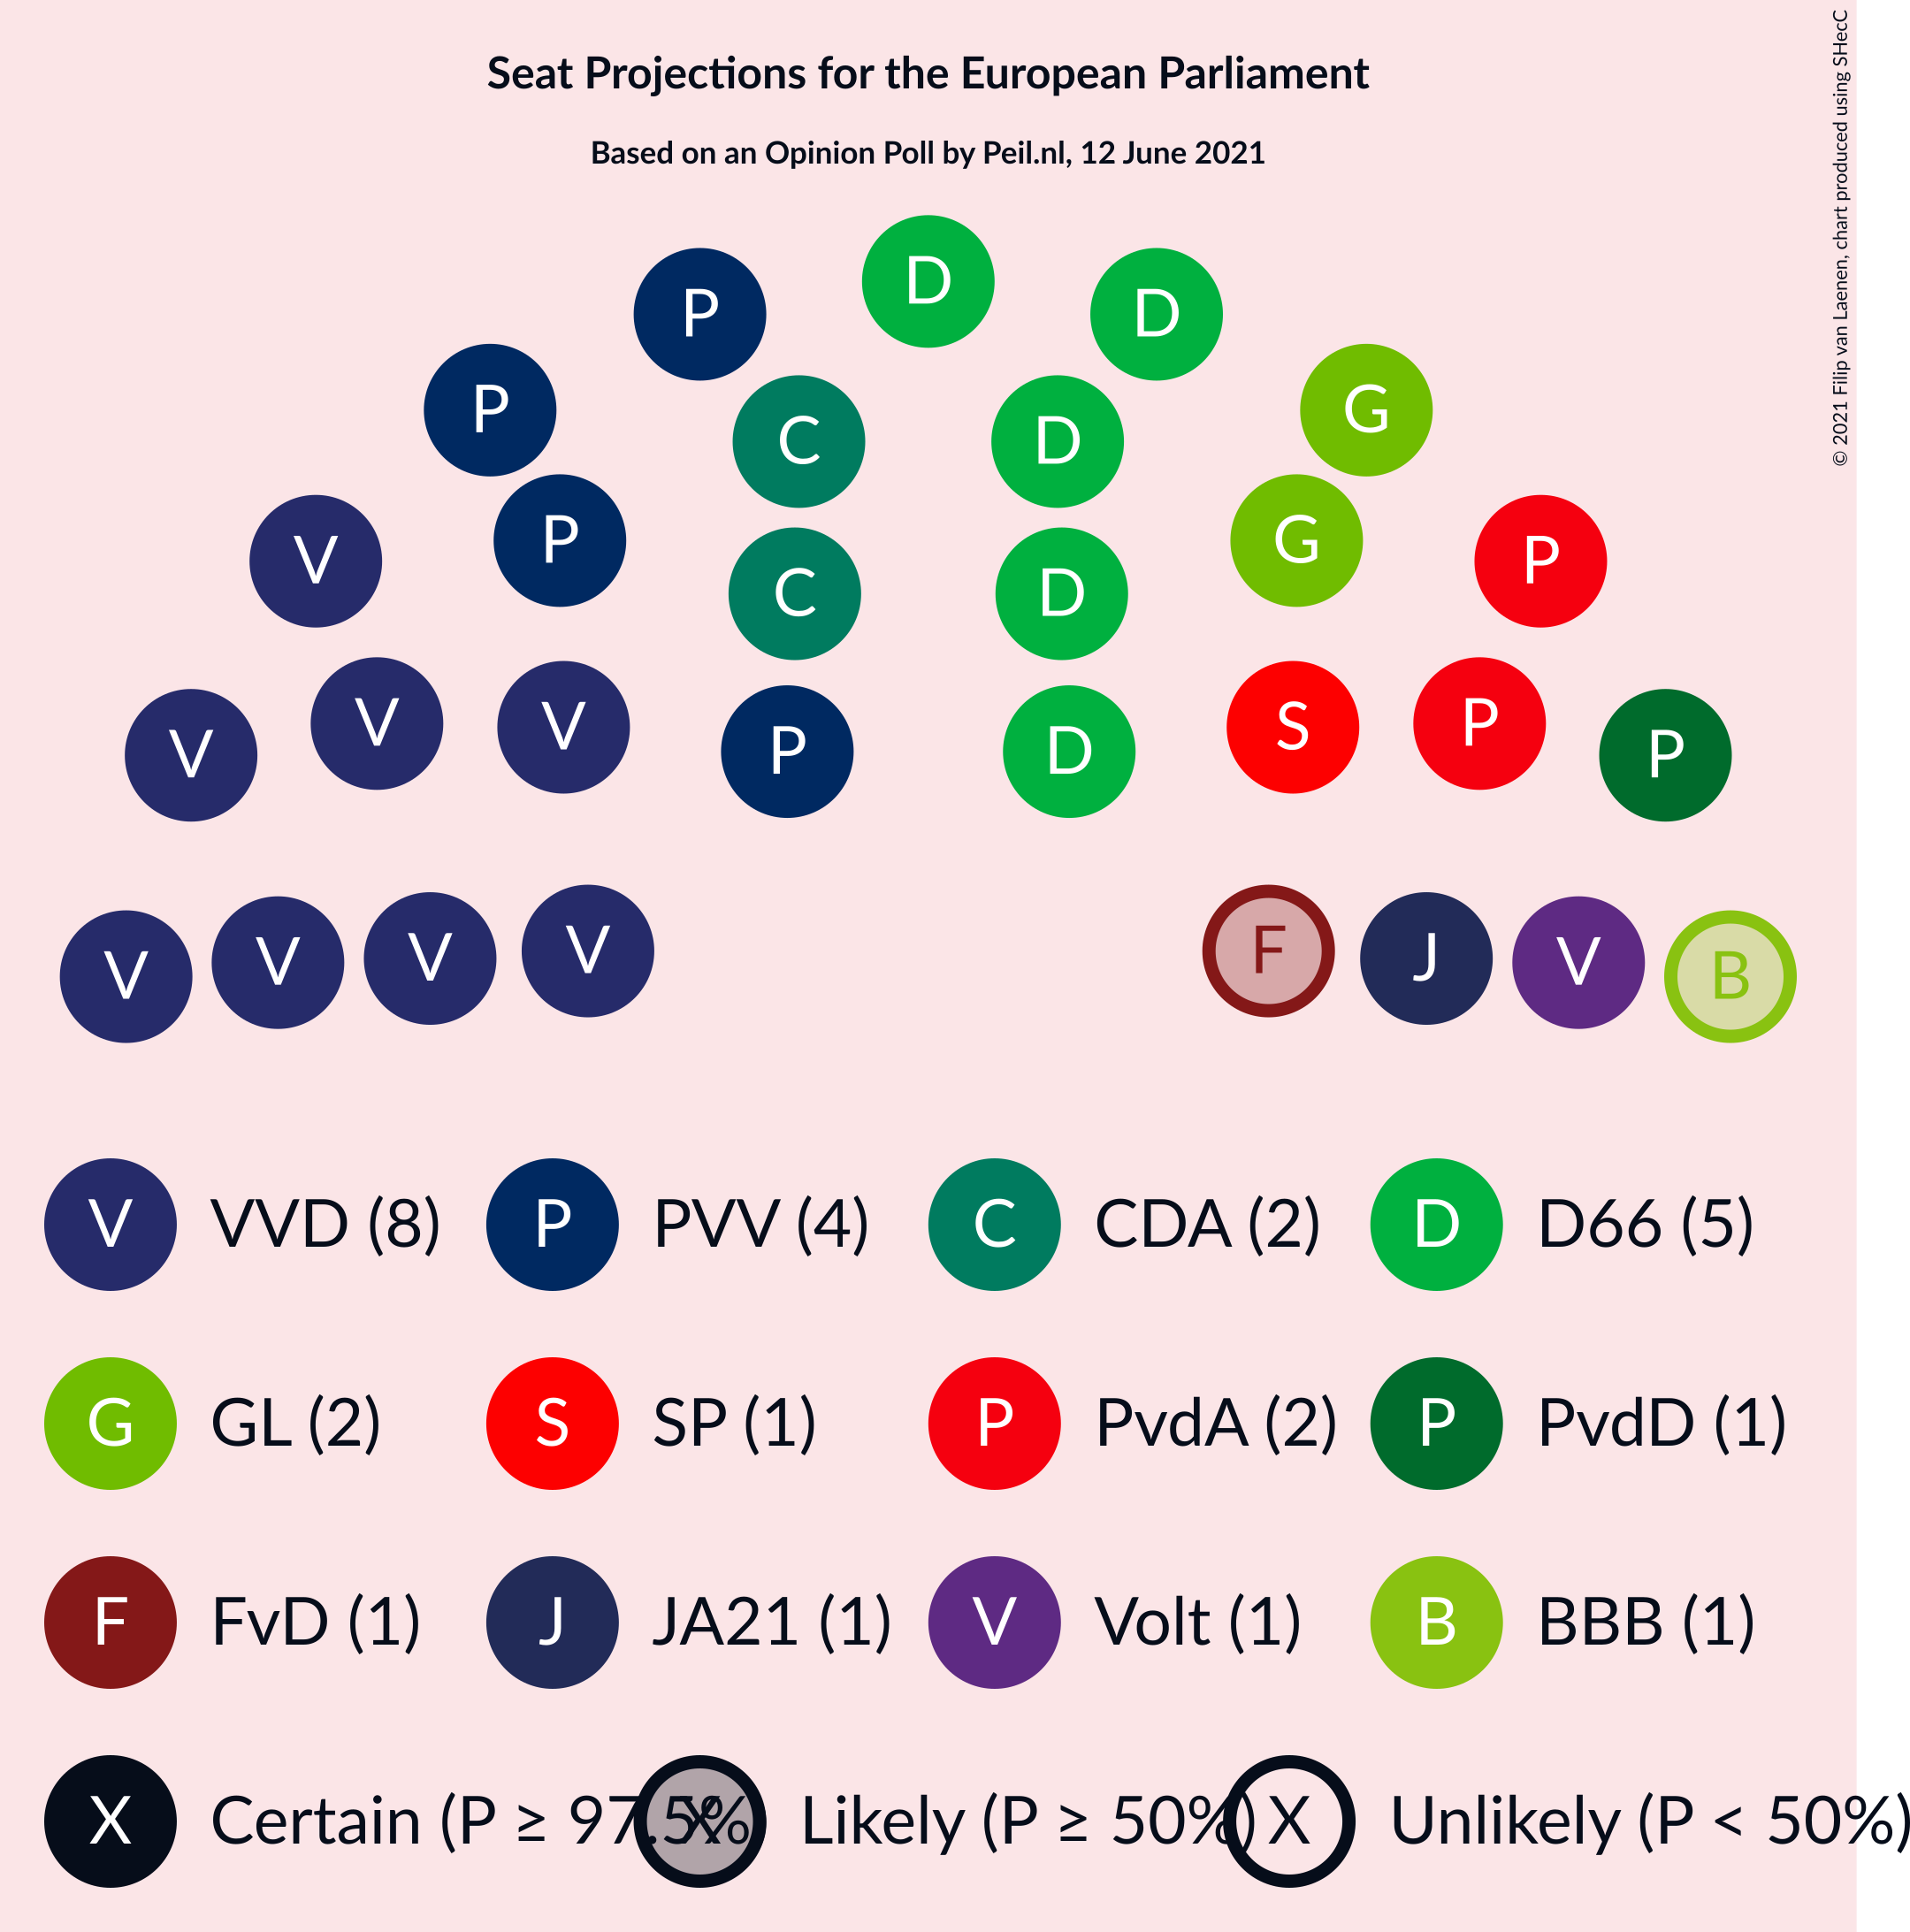 Seat Projections for the European Parliament
Based on an Opinion Poll by Peil.nl, 12 June 2021
© 2021 Filip van Laenen, chart produced using SHecC
D
P D
P G
C D
P G
V P
C D
V V V P D S P P
V V V V F J V B
V VVD (8) P PVV (4) C CDA (2) D D66 (5)
G GL (2) S SP (1) P PvdA (2) P PvdD (1)
F FvD (1) J JA21 (1) V Volt (1) B BBB (1)
X Certain (P ≥ 97.5%) X Likely (P ≥ 50%) X Unlikely (P < 50%)